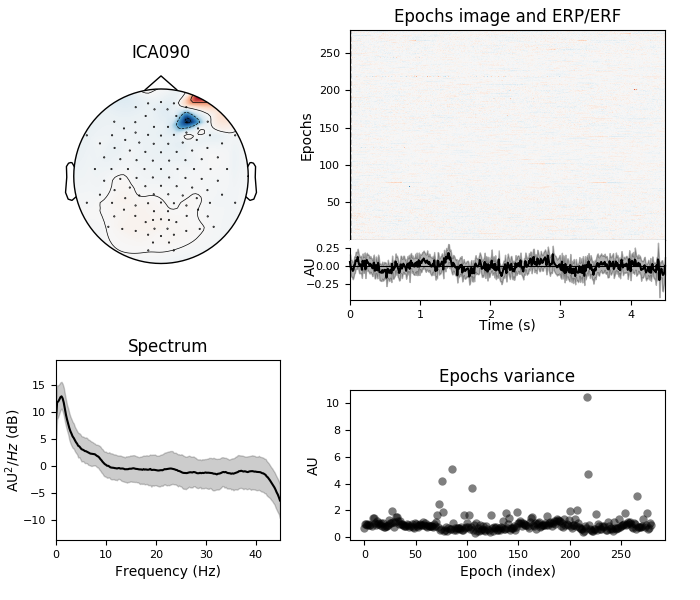 ICA090
Epochs image and ERP/ERF
Epochs
250
200
150
100
50
AU
0.25
0.00
−0.25
0 1 2 3 4
Time (s)
Spectrum
AU²/Hz (dB)
15
10
5
0
−5
−10
0 10 20 30 40
Frequency (Hz)
Epochs variance
AU
10
8
6
4
2
0
0 50 100 150 200 250
Epoch (index)